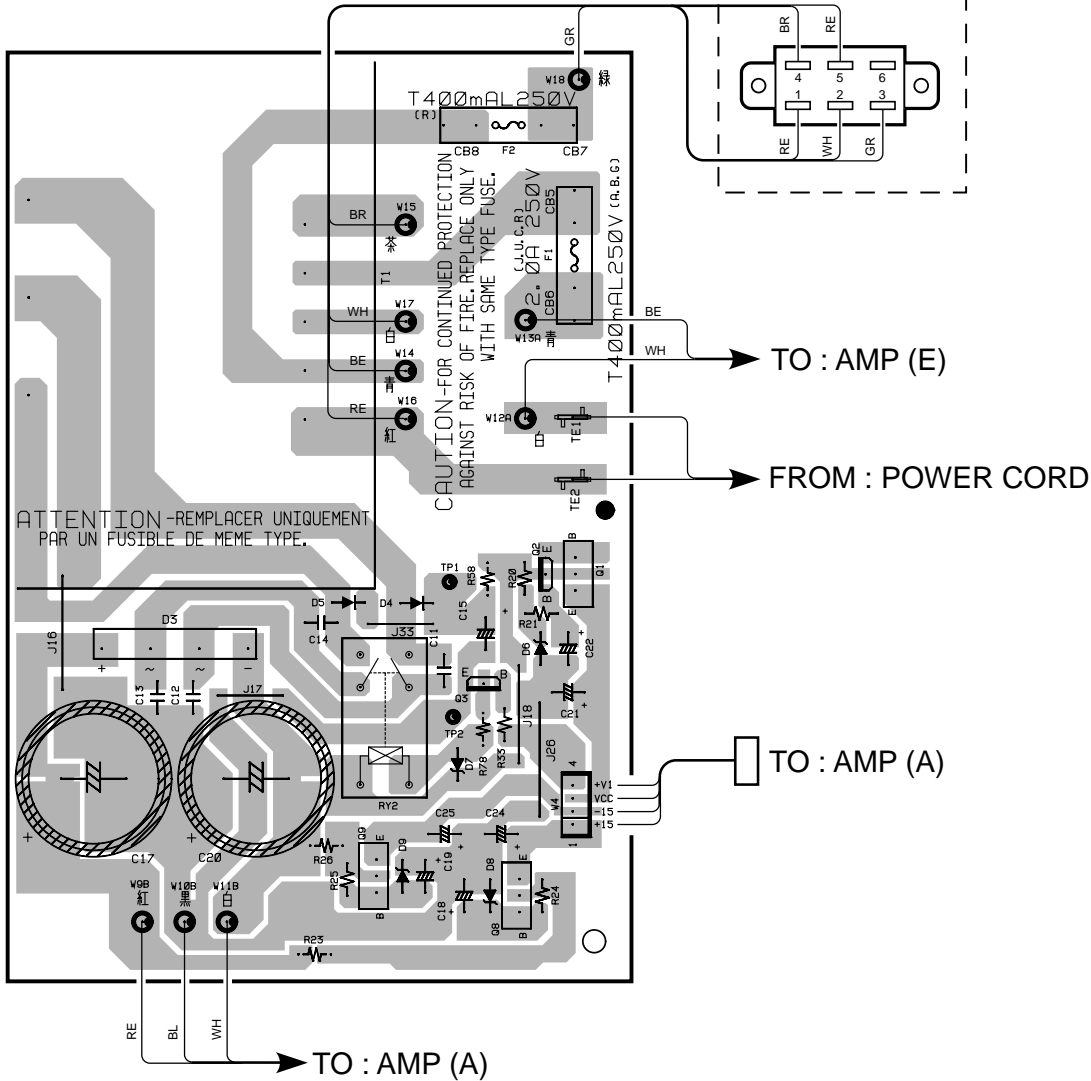 GR
BR
RE
4
5
6
1
2
3
RE
WH
GR
W18
緑
T400mAL250V
(R)
CB8
F2
CB7
CAUTION-FOR CONTINUED PROTECTION
AGAINST RISK OF FIRE.REPLACE ONLY
WITH SAME TYPE FUSE.
(J.U.C.R)
2.0A 250V
CB5
F1
CB6
T400mAL250V (A.B.G)
BR
W15
茶
T1
WH
W17
白
BE
W14
青
RE
W16
紅
W13A
青
BE
WH
TO : AMP (E)
W12A
白
TE1
FROM : POWER CORD
TE2
ATTENTION-REMPLACER UNIQUEMENT
PAR UN FUSIBLE DE MEME TYPE.
TP1
R58
R20
Q2
E
B
B
Q1
E
D5
D4
C15
+
R21
C14
J33
C11
D6
C22
+
J16
D3
+
~
~
-
E
B
Q3
C13
C12
J17
J18
C21
+
TP2
D7
R78
R33
J26
4
W4
1
+V1
VCC
-15
+15
TO : AMP (A)
RY2
+
C17
+
C20
C25
+
C24
+
R26
Q9
E
B
D9
C19
+
R25
D8
E
C18
+
Q8
B
R24
W9B
紅
W10B
黒
W11B
白
R23
RE
BL
WH
TO : AMP (A)